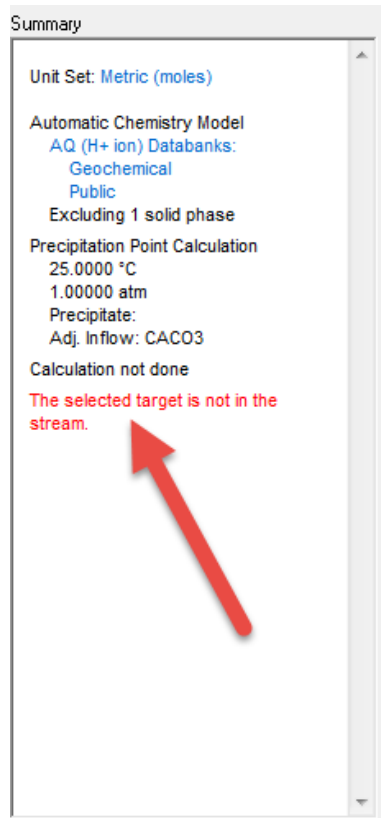 Summary
Unit Set: Metric (moles)
Automatic Chemistry Model
AQ (H+ ion) Databanks:
Geochemical
Public
Excluding 1 solid phase
Precipitation Point Calculation
25.0000 °C
1.00000 atm
Precipitate:
Adj. Inflow: CACO3
Calculation not done
The selected target is not in the
stream.